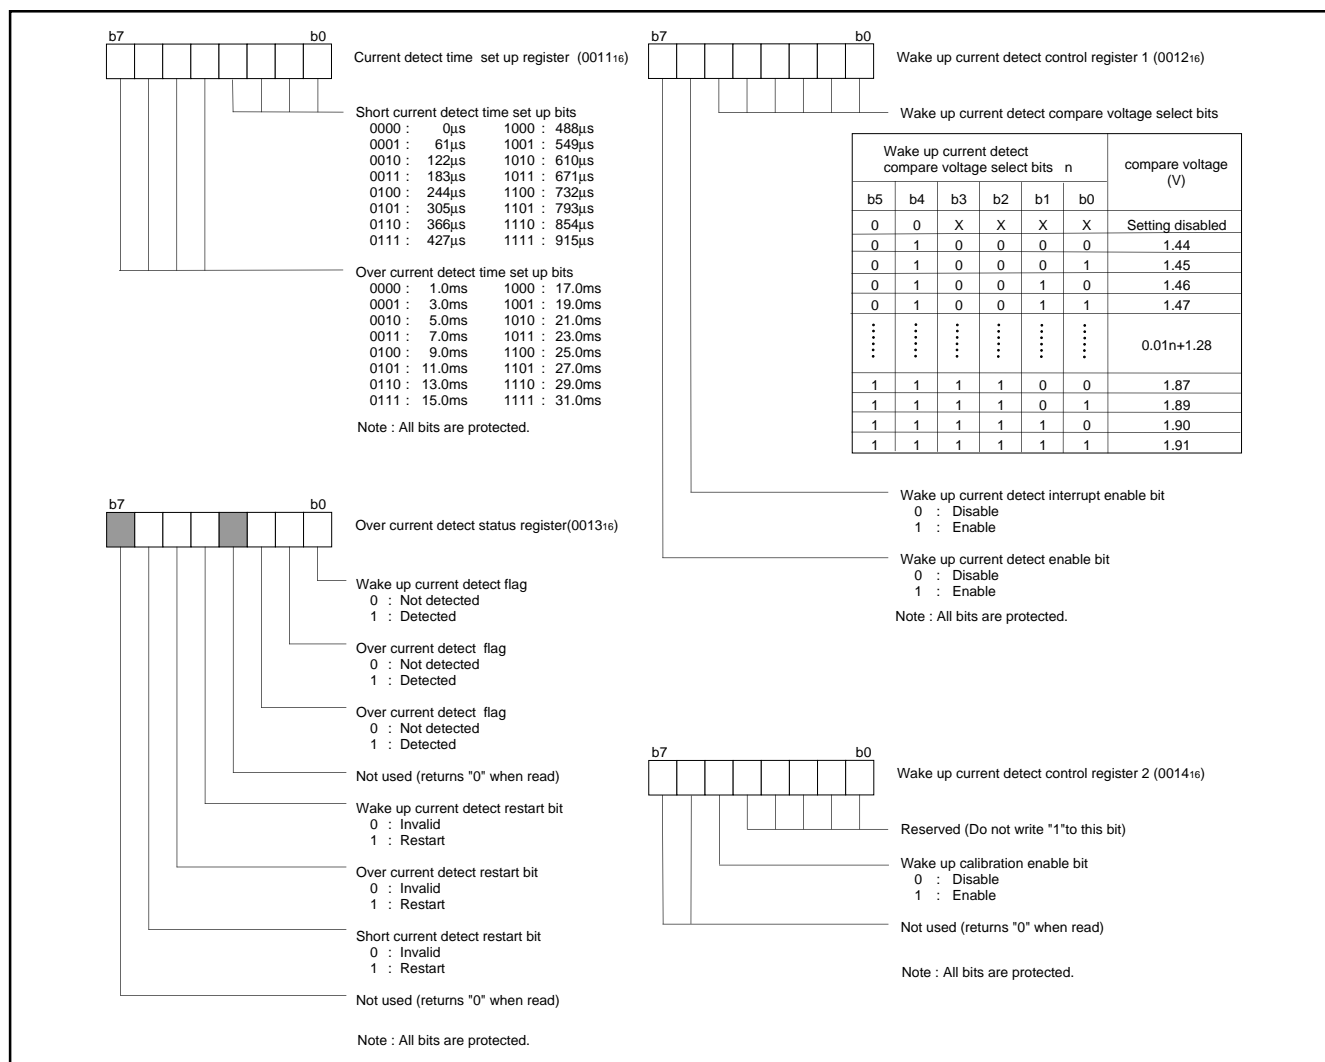 b7 b0
Current detect time set up register (0011₁₆)
Short current detect time set up bits
0000 : 0µs 1000 : 488µs
0001 : 61µs 1001 : 549µs
0010 : 122µs 1010 : 610µs
0011 : 183µs 1011 : 671µs
0100 : 244µs 1100 : 732µs
0101 : 305µs 1101 : 793µs
0110 : 366µs 1110 : 854µs
0111 : 427µs 1111 : 915µs
Over current detect time set up bits
0000 : 1.0ms 1000 : 17.0ms
0001 : 3.0ms 1001 : 19.0ms
0010 : 5.0ms 1010 : 21.0ms
0011 : 7.0ms 1011 : 23.0ms
0100 : 9.0ms 1100 : 25.0ms
0101 : 11.0ms 1101 : 27.0ms
0110 : 13.0ms 1110 : 29.0ms
0111 : 15.0ms 1111 : 31.0ms
Note : All bits are protected.
b7 b0
Over current detect status register(0013₁₆)
Wake up current detect flag
0 : Not detected
1 : Detected
Over current detect flag
0 : Not detected
1 : Detected
Over current detect flag
0 : Not detected
1 : Detected
Not used (returns "0" when read)
Wake up current detect restart bit
0 : Invalid
1 : Restart
Over current detect restart bit
0 : Invalid
1 : Restart
Short current detect restart bit
0 : Invalid
1 : Restart
Not used (returns "0" when read)
Note : All bits are protected.
b7 b0
Wake up current detect control register 1 (0012₁₆)
Wake up current detect compare voltage select bits
Wake up current detect
compare voltage select bits n
compare voltage
(V)
b5 b4 b3 b2 b1 b0
0 0 X X X X Setting disabled
0 1 0 0 0 0 1.44
0 1 0 0 0 1 1.45
0 1 0 0 1 0 1.46
0 1 0 0 1 1 1.47
0.01n+1.28
1 1 1 1 0 0 1.87
1 1 1 1 0 1 1.89
1 1 1 1 1 0 1.90
1 1 1 1 1 1 1.91
Wake up current detect interrupt enable bit
0 : Disable
1 : Enable
Wake up current detect enable bit
0 : Disable
1 : Enable
Note : All bits are protected.
b7 b0
Wake up current detect control register 2 (0014₁₆)
Reserved (Do not write "1"to this bit)
Wake up calibration enable bit
0 : Disable
1 : Enable
Not used (returns "0" when read)
Note : All bits are protected.